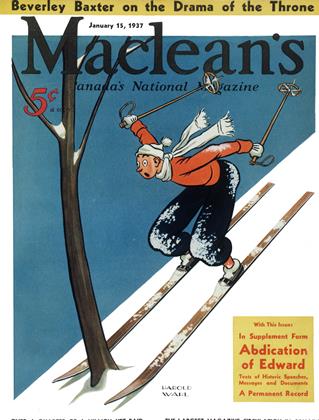 Beverley Baxter on the Drama of the Throne
January 15, 1937
Maclean's
5¢
Canada's National Magazine
With This Issue:
In Supplement Form
Abdication
of Edward
Texts of Historic Speeches,
Messages and Documents
A Permanent Record
HAROLD
WARL